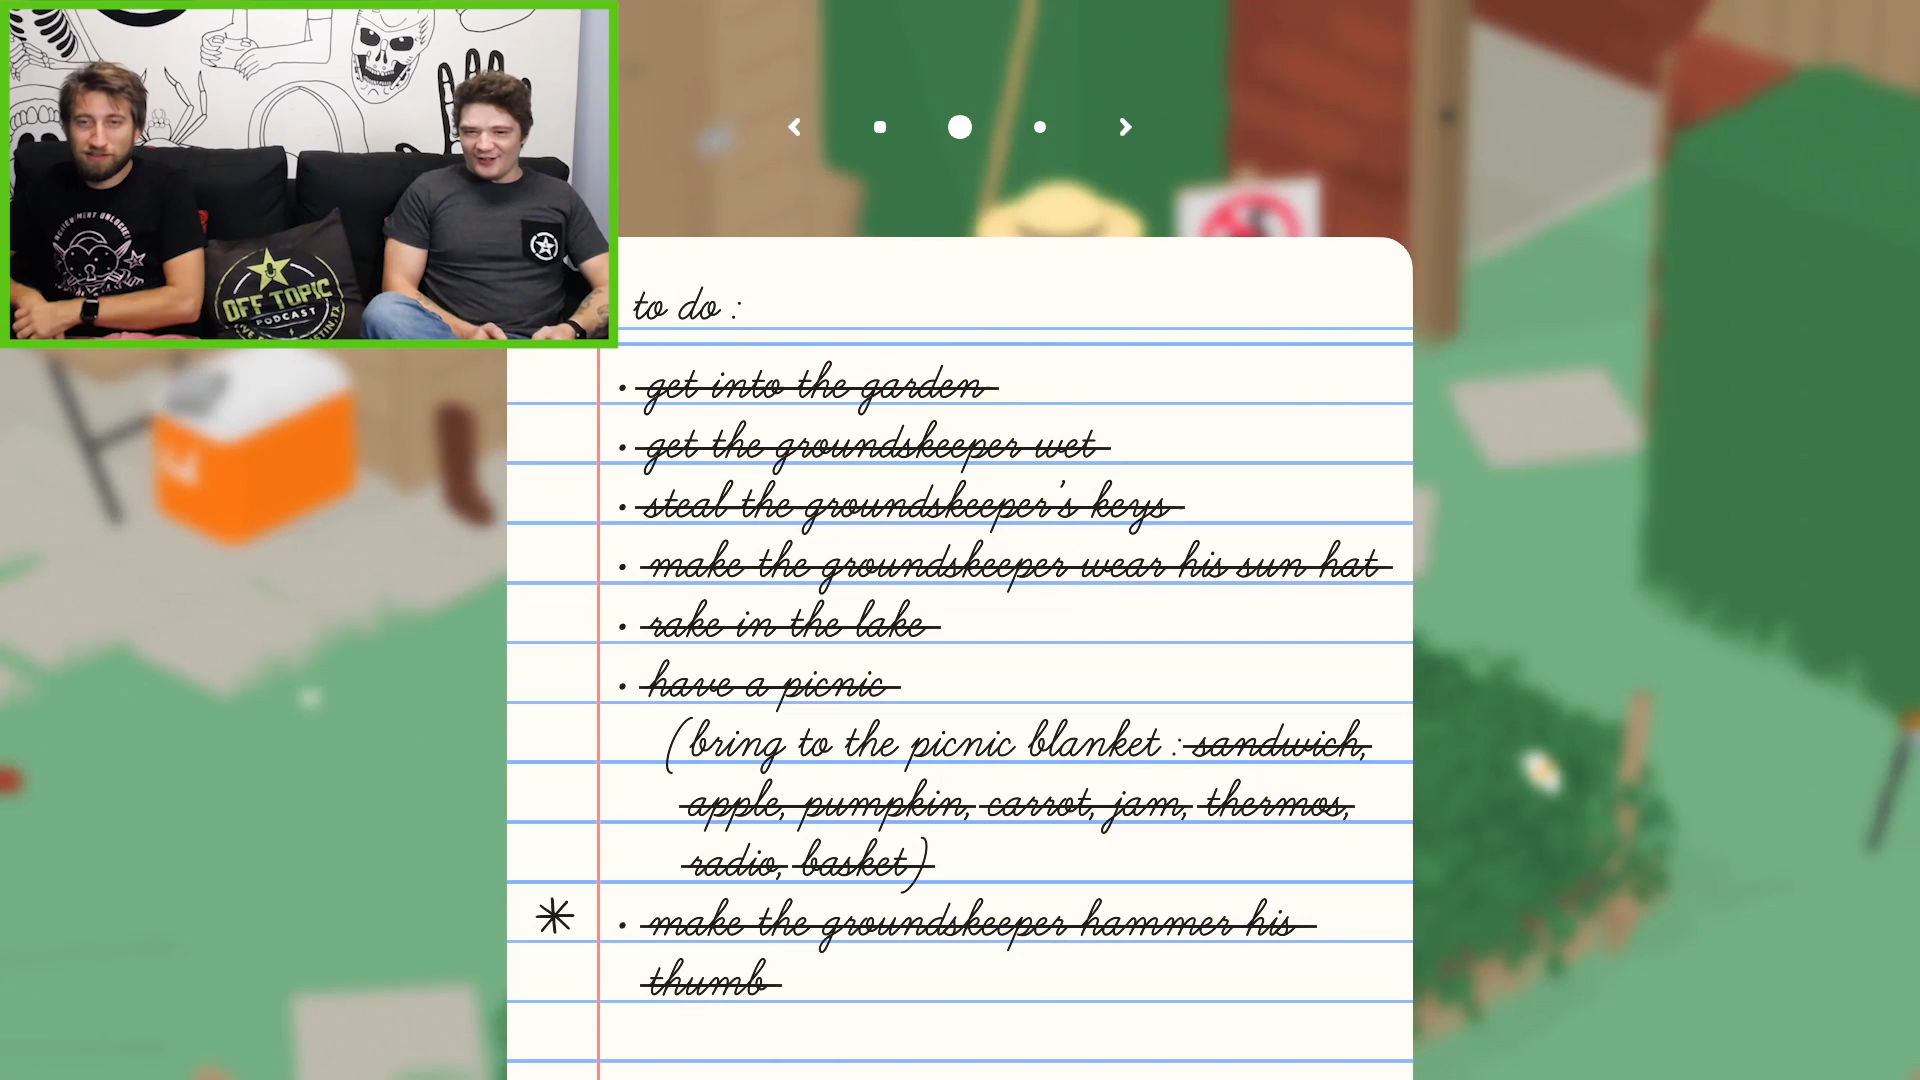 ACHIEVEMENT UNLOCKED
OFF TOPIC
PODCAST
to do :
• get into the garden
• get the groundskeeper wet
• steal the groundskeeper's keys
• make the groundskeeper wear his sun hat
• rake in the lake
• have a picnic
(bring to the picnic blanket : sandwich,
apple, pumpkin, carrot, jam, thermos,
radio, basket)
* • make the groundskeeper hammer his
thumb